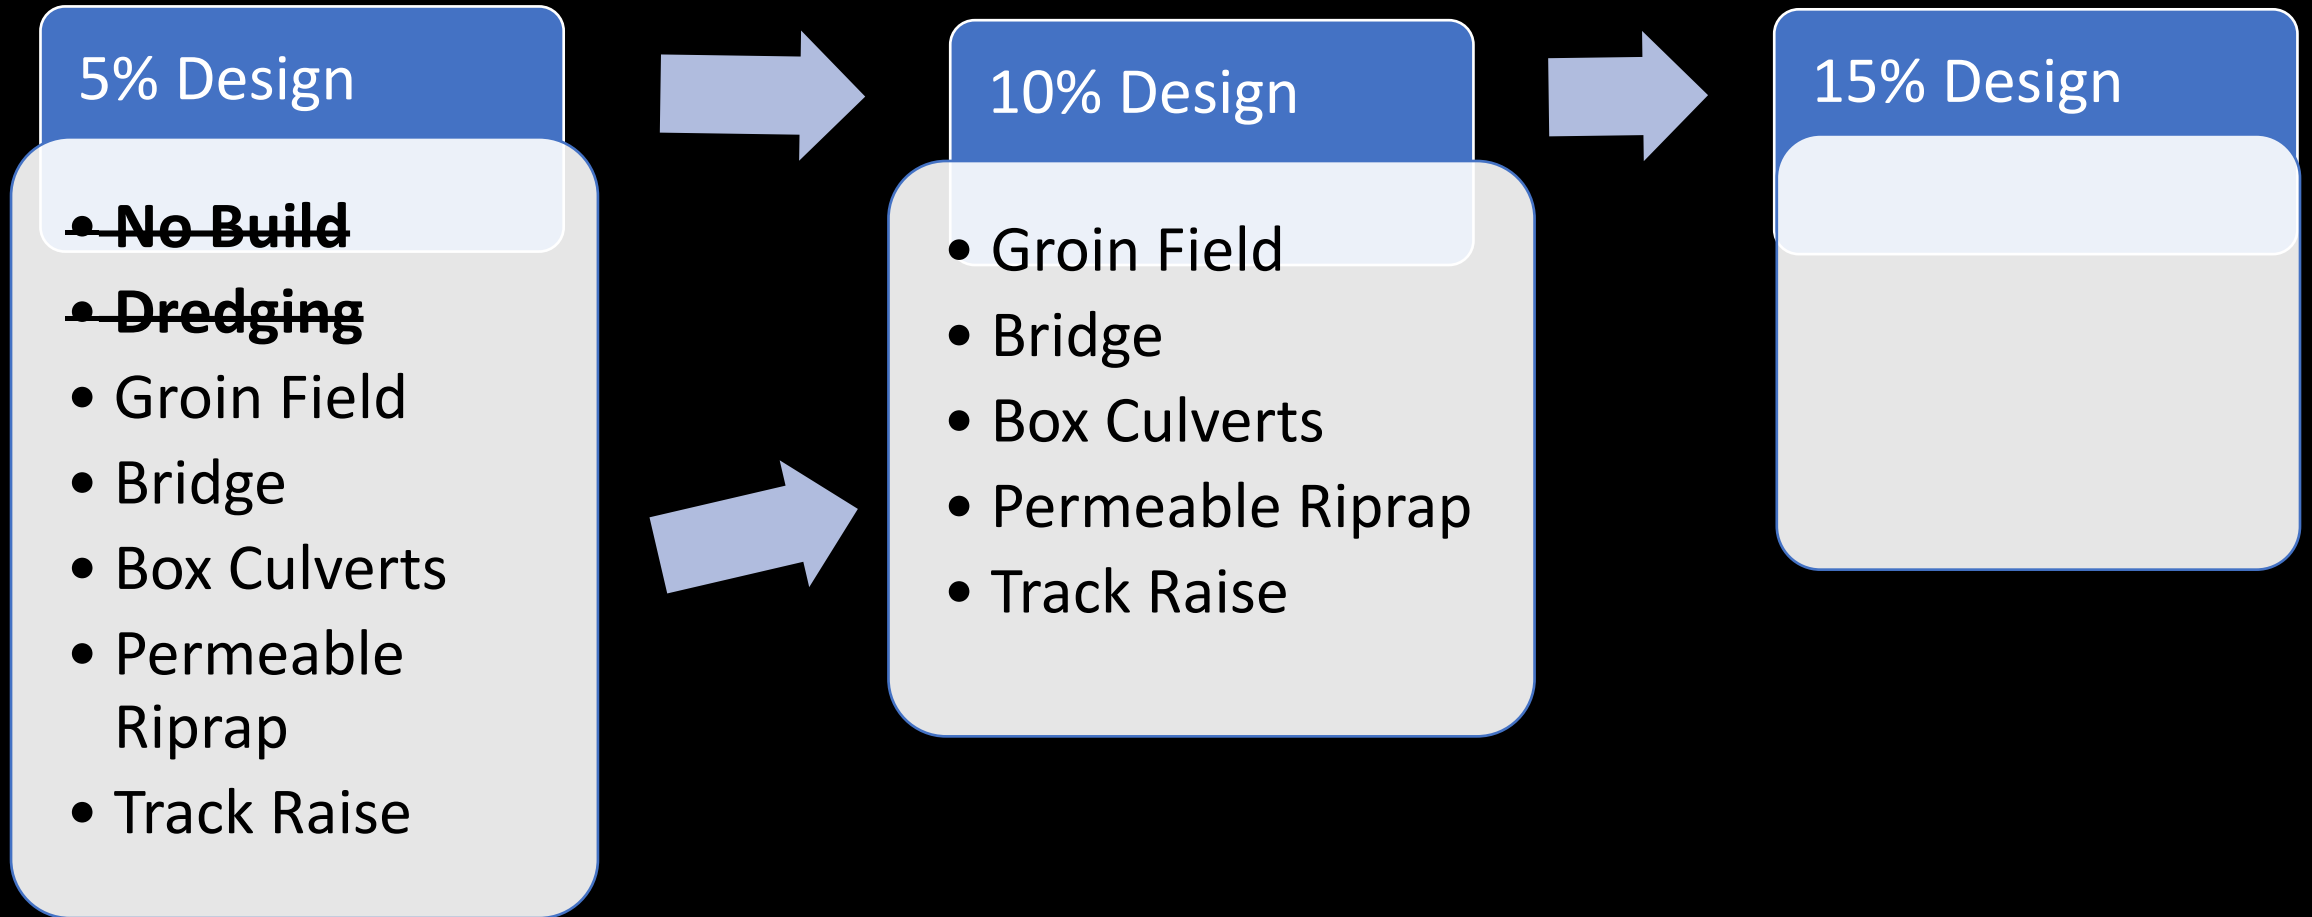 5% Design
• No Build
• Dredging
• Groin Field
• Bridge
• Box Culverts
• Permeable
Riprap
• Track Raise
10% Design
• Groin Field
• Bridge
• Box Culverts
• Permeable Riprap
• Track Raise
15% Design